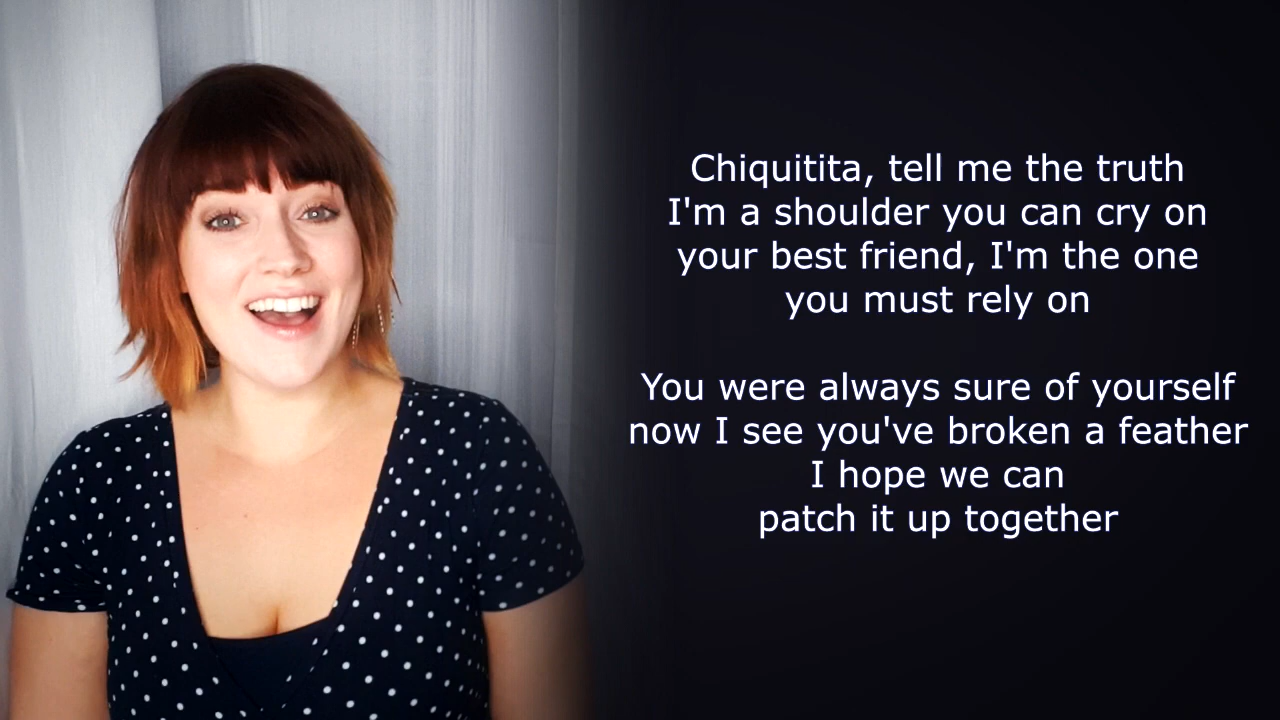 Chiquitita, tell me the truth
I'm a shoulder you can cry on
your best friend, I'm the one
you must rely on
You were always sure of yourself
now I see you've broken a feather
I hope we can
patch it up together